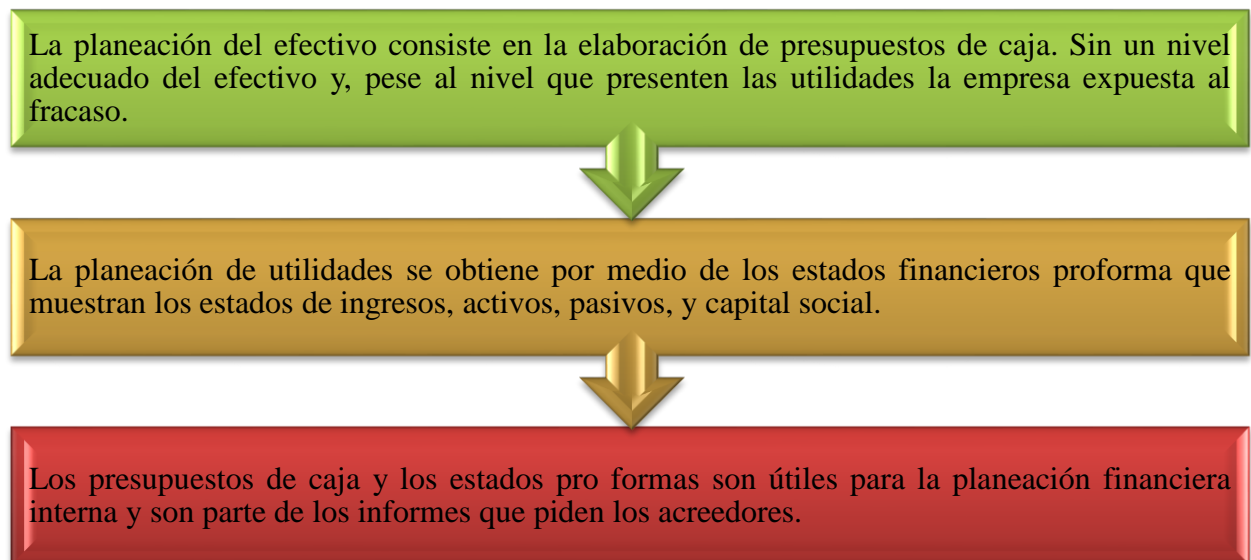 La planeación del efectivo consiste en la elaboración de presupuestos de caja. Sin un nivel
adecuado del efectivo y, pese al nivel que presenten las utilidades la empresa expuesta al
fracaso.
La planeación de utilidades se obtiene por medio de los estados financieros proforma que
muestran los estados de ingresos, activos, pasivos, y capital social.
Los presupuestos de caja y los estados pro formas son útiles para la planeación financiera
interna y son parte de los informes que piden los acreedores.